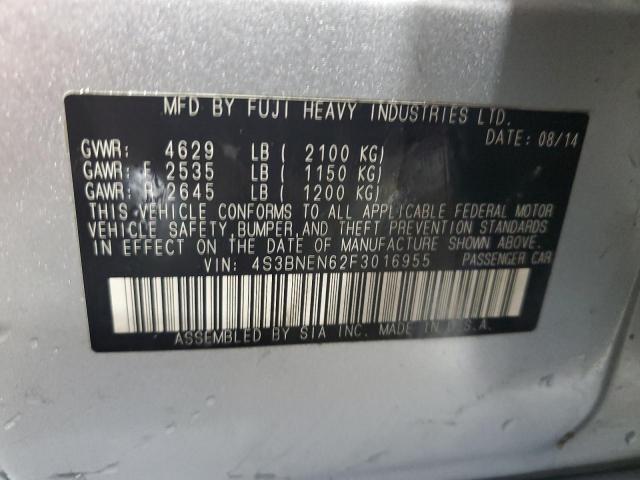 MFD BY FUJI HEAVY INDUSTRIES LTD.
DATE: 08/14
GVWR: 4629 LB ( 2100 KG)
GAWR: F 2535 LB ( 1150 KG)
GAWR: R 2645 LB ( 1200 KG)
THIS VEHICLE CONFORMS TO ALL APPLICABLE FEDERAL MOTOR
VEHICLE SAFETY, BUMPER, AND THEFT PREVENTION STANDARDS
IN EFFECT ON THE DATE OF MANUFACTURE SHOWN ABOVE.
VIN: 4S3BNEN62F3016955 PASSENGER CAR
ASSEMBLED BY SIA INC. MADE IN U.S.A.